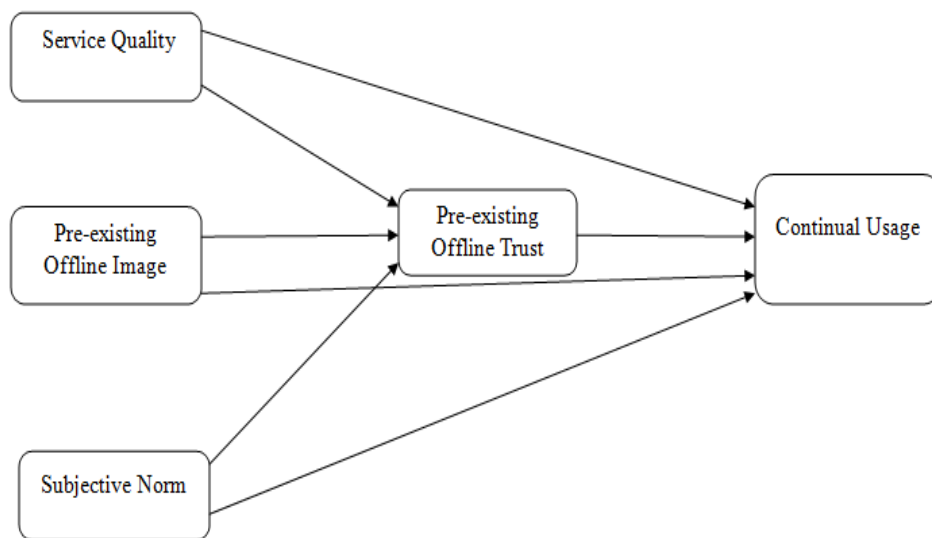 Service Quality
Pre-existing
Offline Image
Pre-existing
Offline Trust
Continual Usage
Subjective Norm